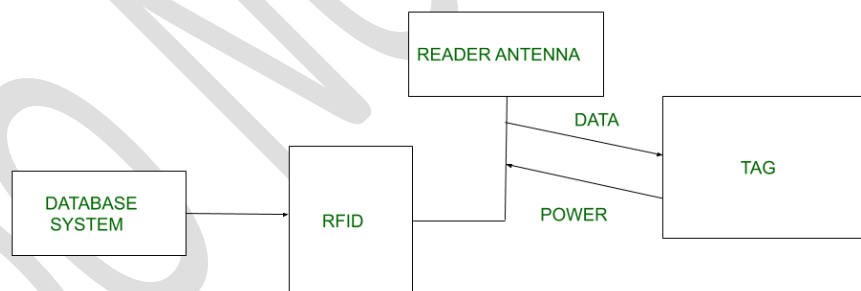 READER ANTENNA
DATA
TAG
DATABASE
SYSTEM
RFID
POWER